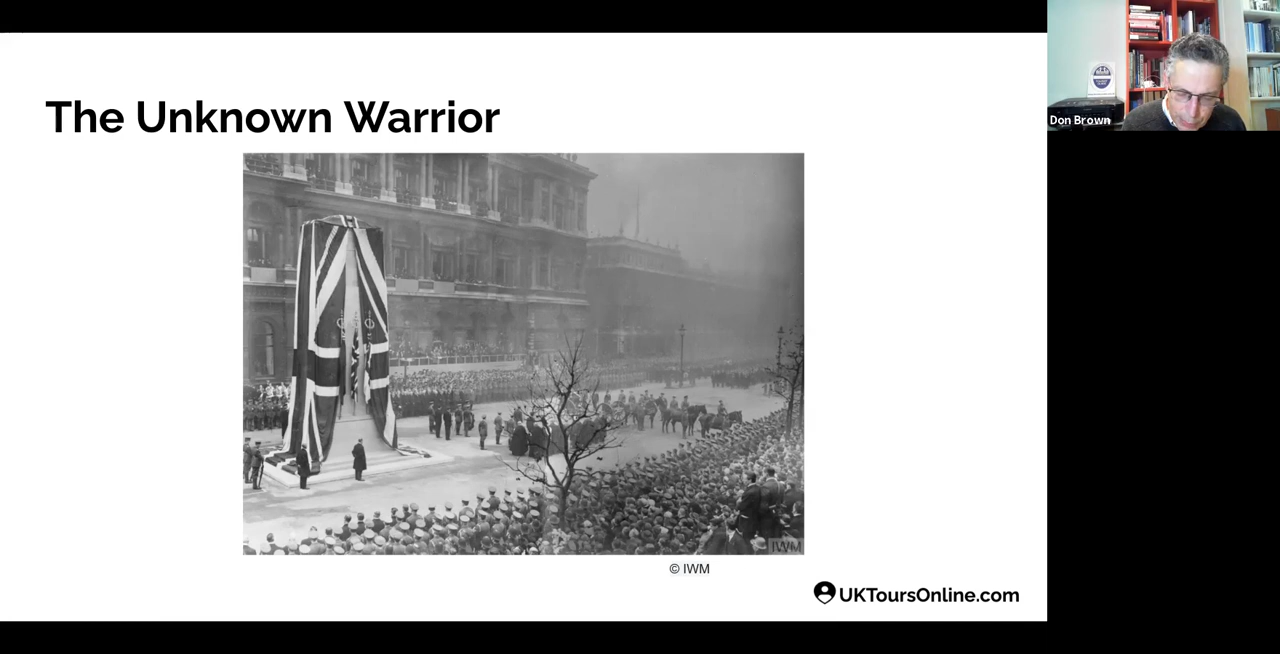 The Unknown Warrior
Don Brown
IWM
© IWM
UKToursOnline.com